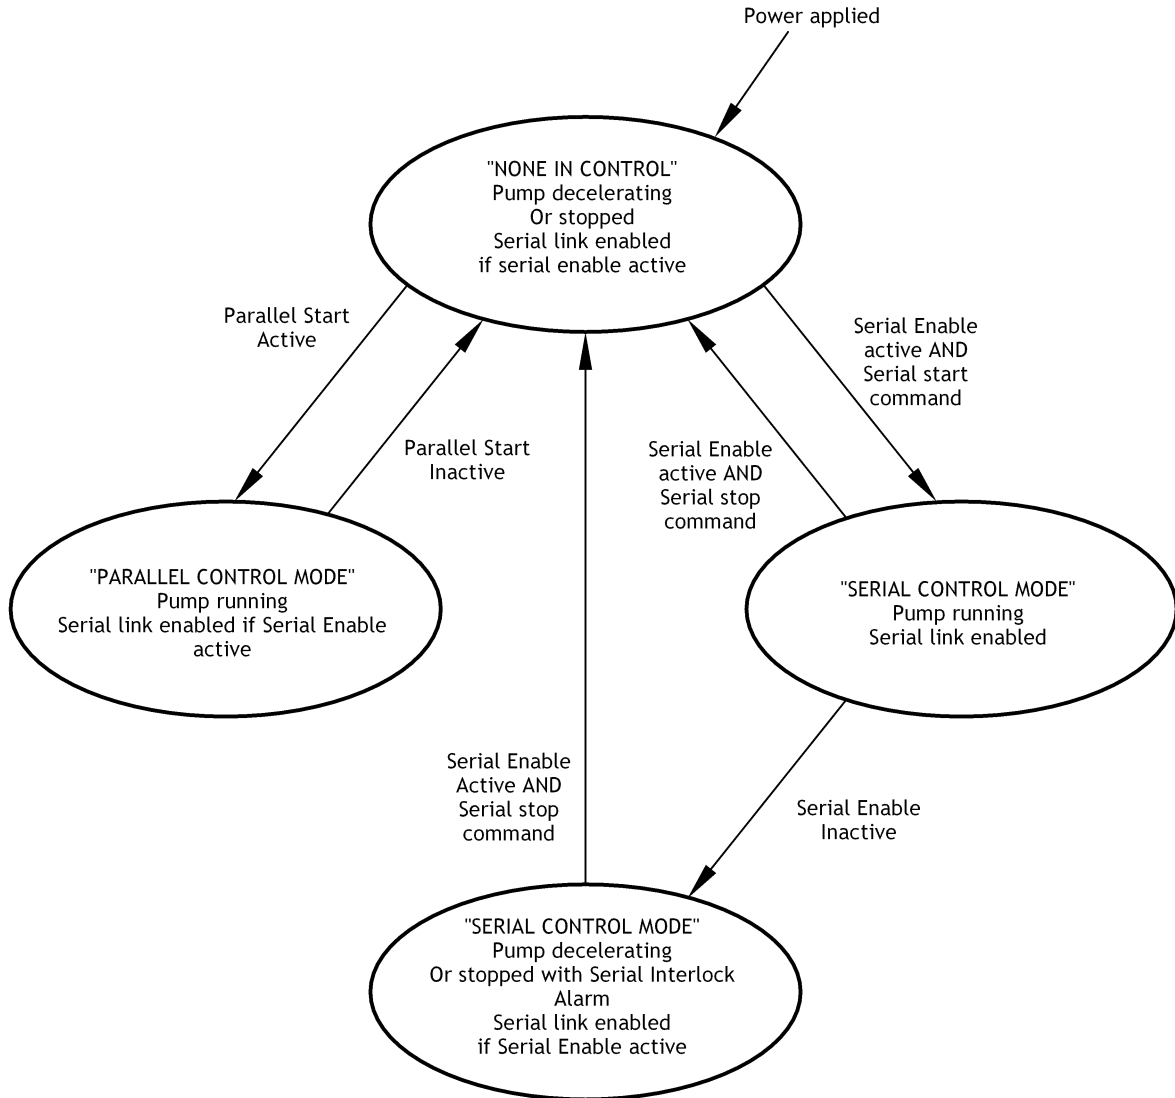 Power applied
"NONE IN CONTROL"
Pump decelerating
Or stopped
Serial link enabled
if serial enable active
Parallel Start
Active
Serial Enable
active AND
Serial start
command
Parallel Start
Inactive
Serial Enable
active AND
Serial stop
command
"PARALLEL CONTROL MODE"
Pump running
Serial link enabled if Serial Enable
active
"SERIAL CONTROL MODE"
Pump running
Serial link enabled
Serial Enable
Active AND
Serial stop
command
Serial Enable
Inactive
"SERIAL CONTROL MODE"
Pump decelerating
Or stopped with Serial Interlock
Alarm
Serial link enabled
if Serial Enable active